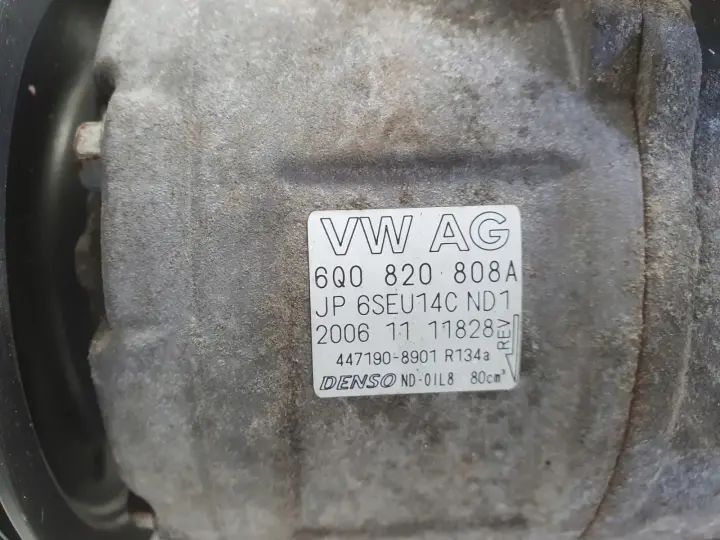 VW AG
6Q0 820 808A
JP 6SEU14C ND1
2006 11 11828
REV
447190-8901 R134a
DENSO ND-OIL8 80cm³